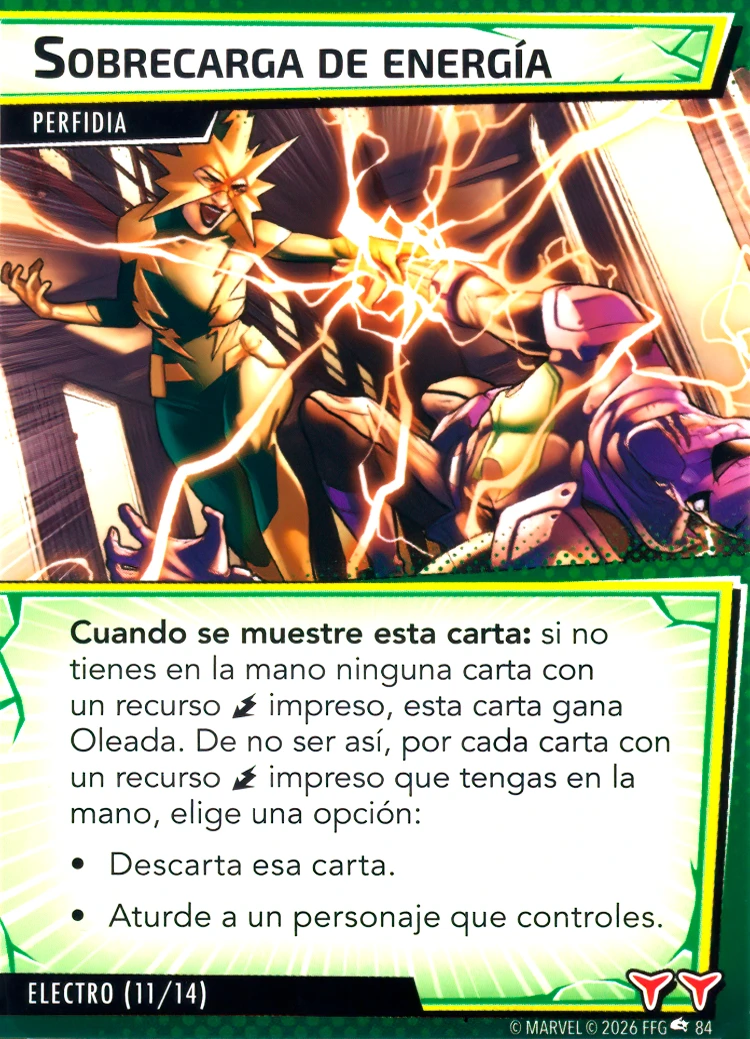 Sobrecarga de energía
PERFIDIA
Cuando se muestre esta carta: si no
tienes en la mano ninguna carta con
un recurso impreso, esta carta gana
Oleada. De no ser así, por cada carta con
un recurso impreso que tengas en la
mano, elige una opción:
• Descarta esa carta.
• Aturde a un personaje que controles.
ELECTRO (11/14)
© MARVEL © 2026 FFG 84